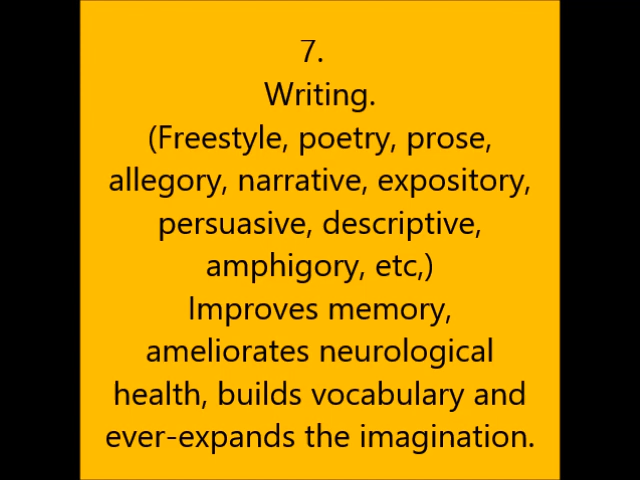 7.
Writing.
(Freestyle, poetry, prose,
allegory, narrative, expository,
persuasive, descriptive,
amphigory, etc,)
Improves memory,
ameliorates neurological
health, builds vocabulary and
ever-expands the imagination.